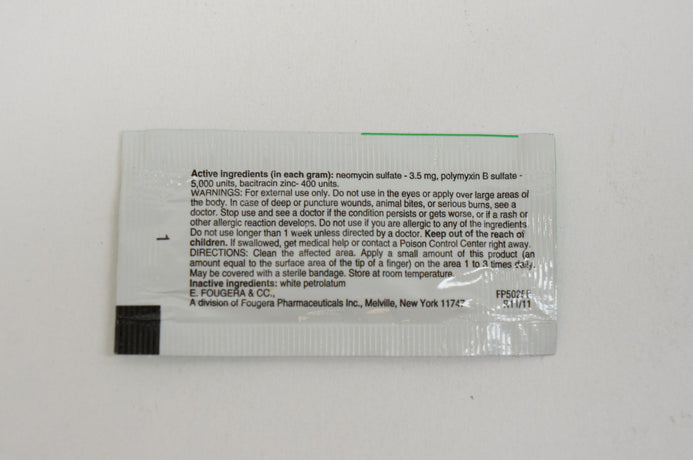 Active ingredients (in each gram): neomycin sulfate - 3.5 mg, polymyxin B sulfate -
5,000 units, bacitracin zinc- 400 units.
WARNINGS: For external use only. Do not use in the eyes or apply over large areas of
the body. In case of deep or puncture wounds, animal bites, or serious burns, see a
doctor. Stop use and see a doctor if the condition persists or gets worse, or if a rash or
other allergic reaction develops. Do not use if you are allergic to any of the ingredients.
Do not use longer than 1 week unless directed by a doctor. Keep out of the reach of
children. If swallowed, get medical help or contact a Poison Control Center right away.
DIRECTIONS: Clean the affected area. Apply a small amount of this product (an
amount equal to the surface area of the tip of a finger) on the area 1 to 3 times daily.
May be covered with a sterile bandage. Store at room temperature.
Inactive ingredients: white petrolatum
E. FOUGERA & CO.,
A division of Fougera Pharmaceuticals Inc., Melville, New York 11747
1